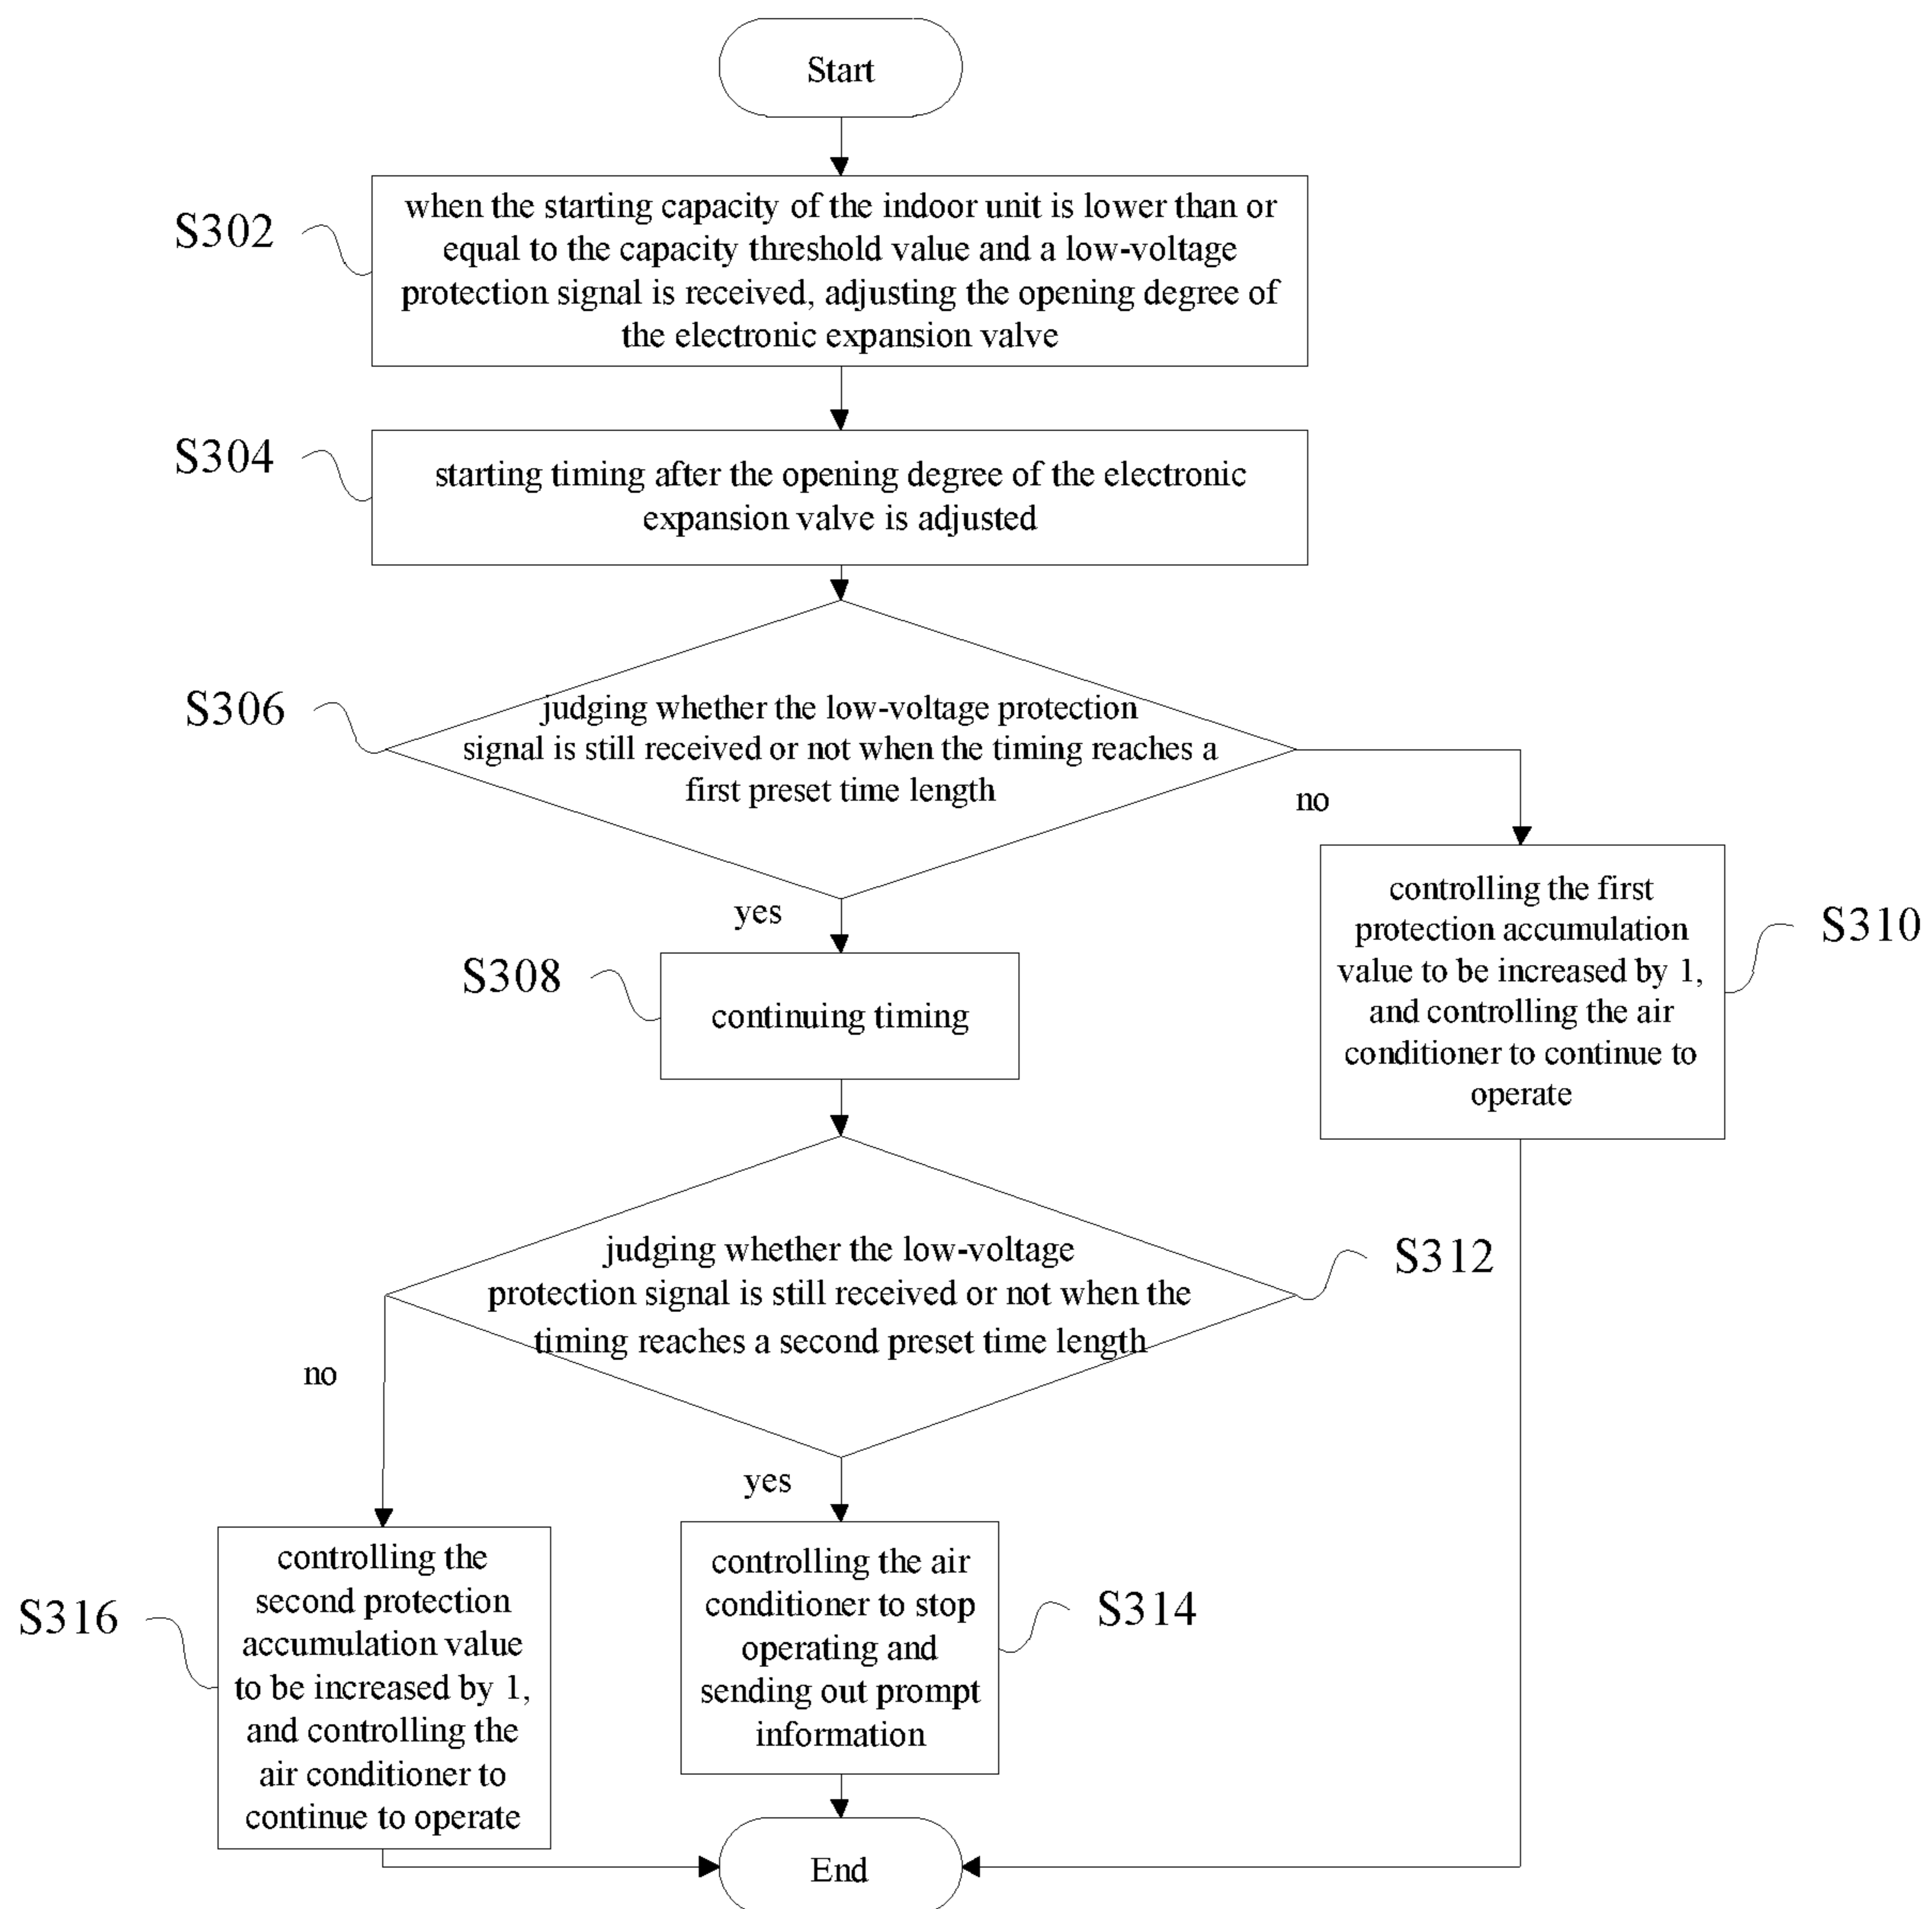 Start
S302
when the starting capacity of the indoor unit is lower than or
equal to the capacity threshold value and a low-voltage
protection signal is received, adjusting the opening degree of
the electronic expansion valve
S304
starting timing after the opening degree of the electronic
expansion valve is adjusted
S306
judging whether the low-voltage protection
signal is still received or not when the timing reaches a
first preset time length
no
yes
controlling the first
protection accumulation
value to be increased by 1,
and controlling the air
conditioner to continue to
operate
S310
S308
continuing timing
judging whether the low-voltage
protection signal is still received or not when the
timing reaches a second preset time length
S312
no
yes
S316
controlling the
second protection
accumulation value
to be increased by 1,
and controlling the
air conditioner to
continue to operate
controlling the air
conditioner to stop
operating and
sending out prompt
information
S314
End